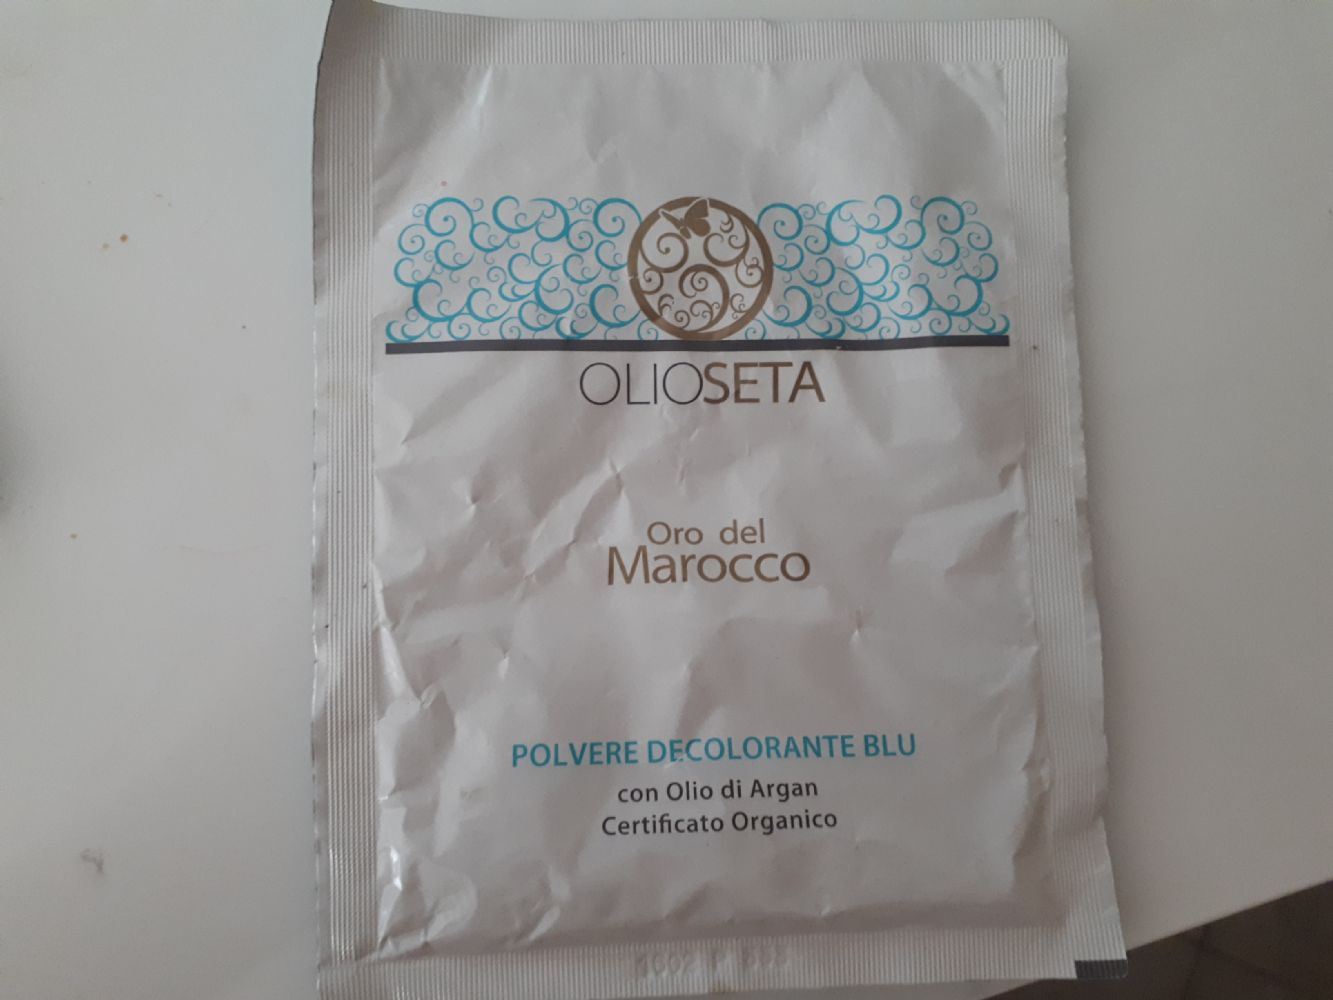 OLIOSETA
Oro del
Marocco
POLVERE DECOLORANTE BLU
con Olio di Argan
Certificato Organico